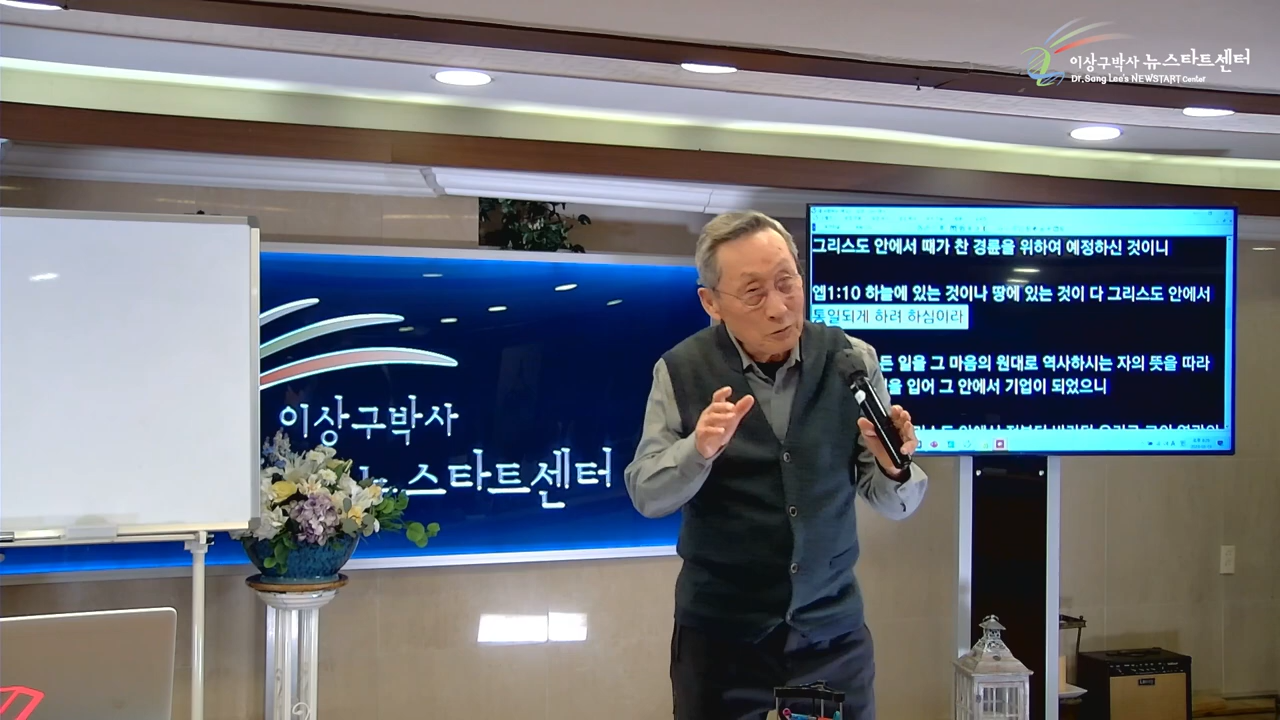 이상구박사 뉴스타트센터
Dr. Sang Lee's NEWSTART Center
그리스도 안에서 때가 찬 경륜을 위하여 예정하신 것이니
엡1:10 하늘에 있는 것이나 땅에 있는 것이 다 그리스도 안에서
통일되게 하려 하심이라
일을 그 마음의 원대로 역사하시는 자의 뜻을 따라
입어 그 안에서 기업이 되었으니
이상구박사
뉴스타트센터